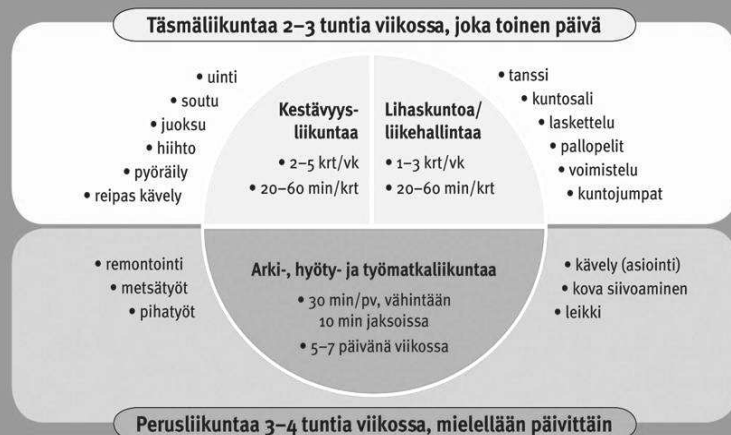 Täsmäliikuntaa 2–3 tuntia viikossa, joka toinen päivä
• uinti
• soutu
• juoksu
• hiihto
• pyöräily
• reipas kävely
Kestävyys-
liikuntaa
• 2–5 krt/vk
• 20–60 min/krt
Lihaskuntoa/
liikehallintaa
• 1–3 krt/vk
• 20–60 min/krt
• tanssi
• kuntosali
• laskettelu
• pallopelit
• voimistelu
• kuntojumpat
• remontointi
• metsätyöt
• pihatyöt
Arki-, hyöty- ja työmatkaliikuntaa
• 30 min/pv, vähintään
10 min jaksoissa
• 5–7 päivänä viikossa
• kävely (asiointi)
• kova siivoaminen
• leikki
Perusliikuntaa 3–4 tuntia viikossa, mielellään päivittäin